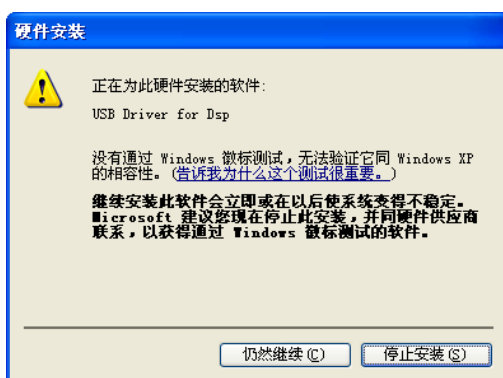 硬件安装
正在为此硬件安装的软件:
USB Driver for Dsp
没有通过 Windows 徽标测试，无法验证它同 Windows XP
的相容性。(告诉我为什么这个测试很重要。)
继续安装此软件会立即或在以后使系统变得不稳定。
Microsoft 建议您现在停止此安装，并同硬件供应商
联系，以获得通过 Windows 徽标测试的软件。
仍然继续(C)
停止安装(S)